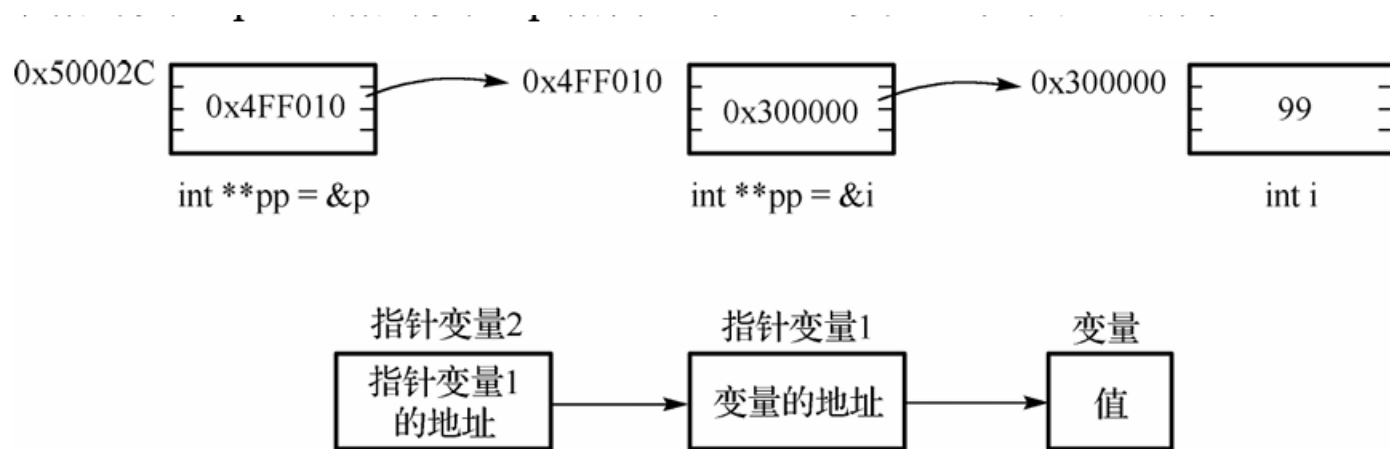 0x50002C 0x4FF010 0x4FF010 0x300000 0x300000 99
int **pp = &p int **pp = &i int i
指针变量2 指针变量1 变量
指针变量1 变量的地址 值
的地址